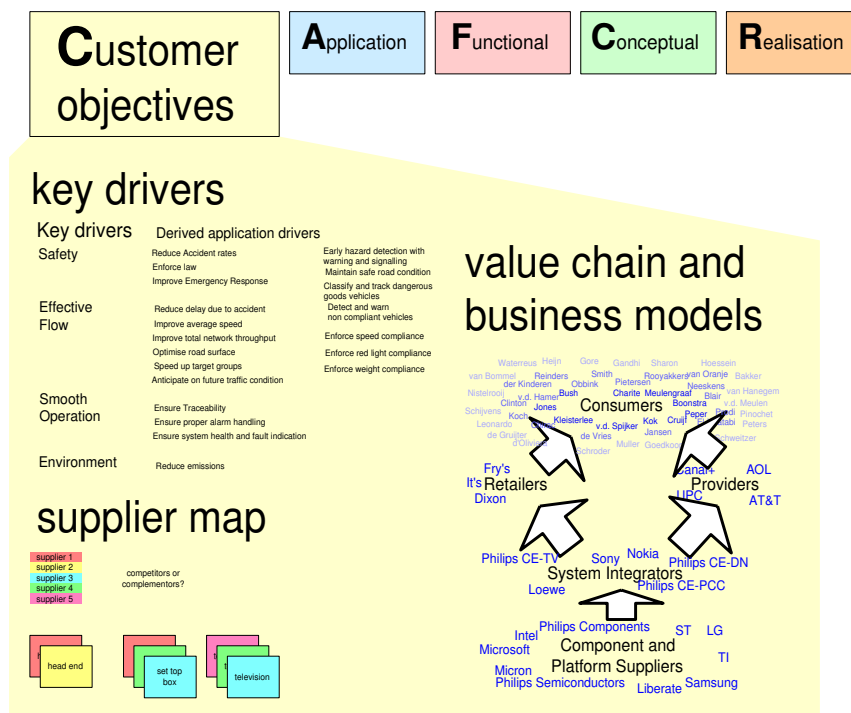 Customer objectives
Application
Functional
Conceptual
Realisation
key drivers
Key drivers
Derived application drivers
Safety
Reduce Accident rates
Enforce law
Improve Emergency Response
Early hazard detection with
warning and signalling
Maintain safe road condition
Classify and track dangerous
goods vehicles
Detect and warn
non compliant vehicles
Enforce speed compliance
Enforce red light compliance
Enforce weight compliance
Effective
Flow
Reduce delay due to accident
Improve average speed
Improve total network throughput
Optimise road surface
Speed up target groups
Anticipate on future traffic condition
Smooth
Operation
Ensure Traceability
Ensure proper alarm handling
Ensure system health and fault indication
Environment
Reduce emissions
supplier map
supplier 1
supplier 2
supplier 3
supplier 4
supplier 5
competitors or
complementors?
head end
set top
box
television
value chain and
business models
Waterreus Heijn Gore Gandhi Sharon Hoessein
van Bommel Reinders Smith Rooyakkers van Oranje Bakker
der Kinderen Obbink Pietersen Neeskens
Nistelrooij v.d. Hamer Bush Charite Meulengraaf Blair van Hanegem
Clinton Jones Consumers Boonstra v.d. Meulen
Schijvens Koch Kleisterlee Kok Cruijf Peper Pinochet
Leonardo v.d. Spijker Jansen Peters
de Gruijter de Vries Muller Goedkoop Schweitzer
Schroder
Fry's
It's Retailers
Dixon
Canal+ AOL
Providers
UPC AT&T
Philips CE-TV Sony Nokia Philips CE-DN
System Integrators
Loewe Philips CE-PCC
Philips Components ST LG
Intel
Microsoft
Component and
Platform Suppliers
TI
Micron
Philips Semiconductors Liberate Samsung